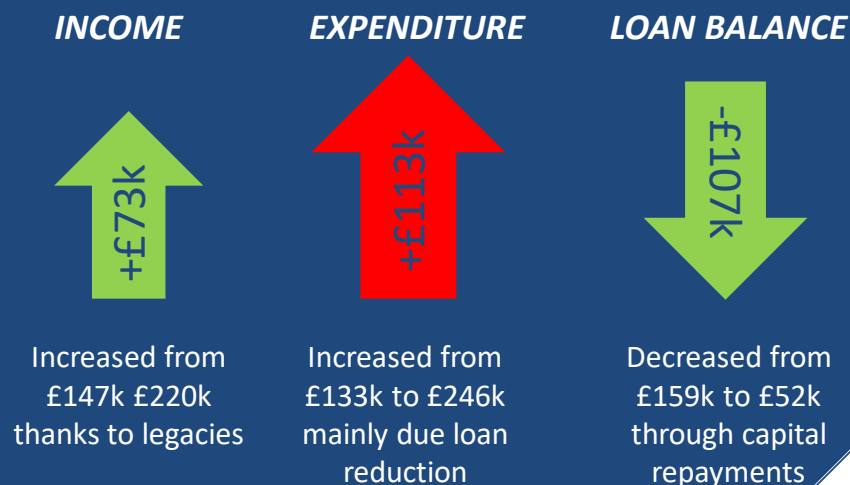 INCOME
+£73k
Increased from
£147k £220k
thanks to legacies
EXPENDITURE
+£113k
Increased from
£133k to £246k
mainly due loan
reduction
LOAN BALANCE
-£107k
Decreased from
£159k to £52k
through capital
repayments